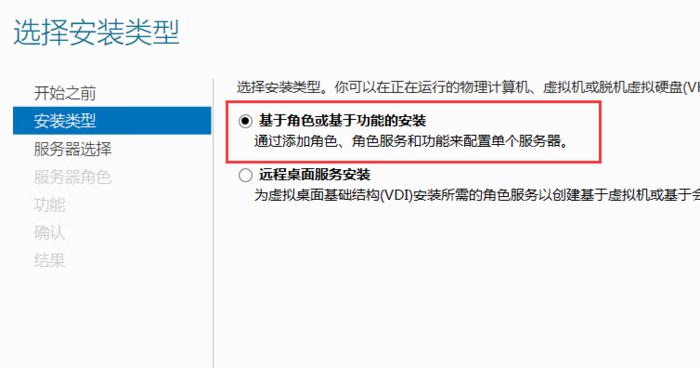 选择安装类型
开始之前
安装类型
服务器选择
服务器角色
功能
确认
结果
选择安装类型。你可以在正在运行的物理计算机、虚拟机或脱机虚拟硬盘(VH
基于角色或基于功能的安装
通过添加角色、角色服务和功能来配置单个服务器。
远程桌面服务安装
为虚拟桌面基础结构(VDI)安装所需的角色服务以创建基于虚拟机或基于会